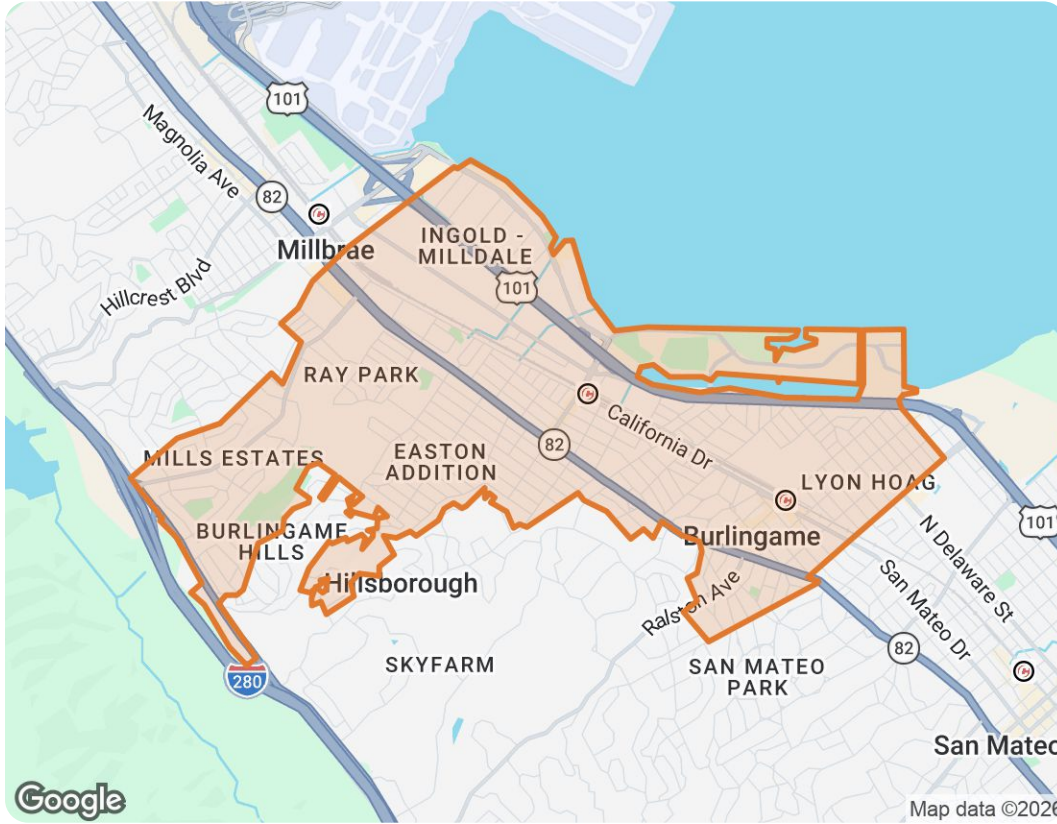 101
Magnolia Ave
82
Millbrae
INGOLD -
MILLDALE
Hillcrest Blvd
101
RAY PARK
California Dr
EASTON
ADDITION
82
MILLS ESTATES
LYON HOAG
BURLINGAME
HILLS
Burlingame
101
N Delaware St
Hillsborough
Ralston Ave
San Mateo Dr
82
SKYFARM
SAN MATEO
PARK
280
San Mateo
Google
Map data ©2026